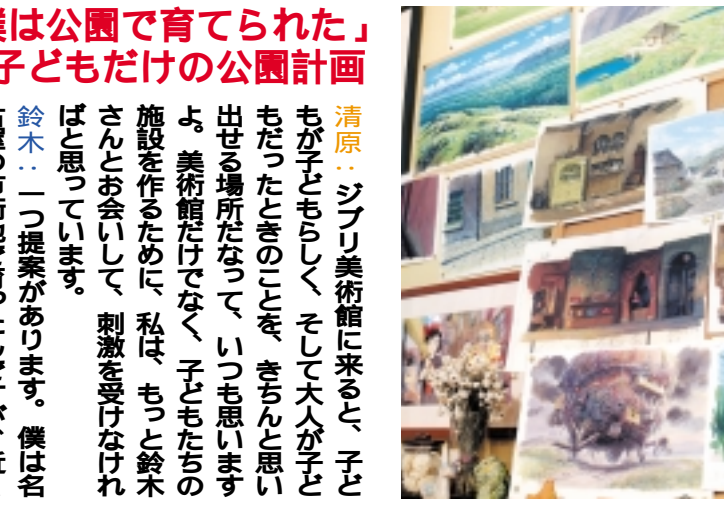 僕は公園で育てられた」
子どもだけの公園計画
清原：ジブリ美術館に来ると、子ど
もが子どもらしく、そして大人が子ど
もだったときのことを、きちんと思い
出せる場所だなって、いつも思います
よ。美術館だけでなく、子どもたちの
施設を作るために、私は、もっと鈴木
さんとお会いして、刺激を受けなけれ
ばと思っています。
鈴木：一つ提案があります。僕は名